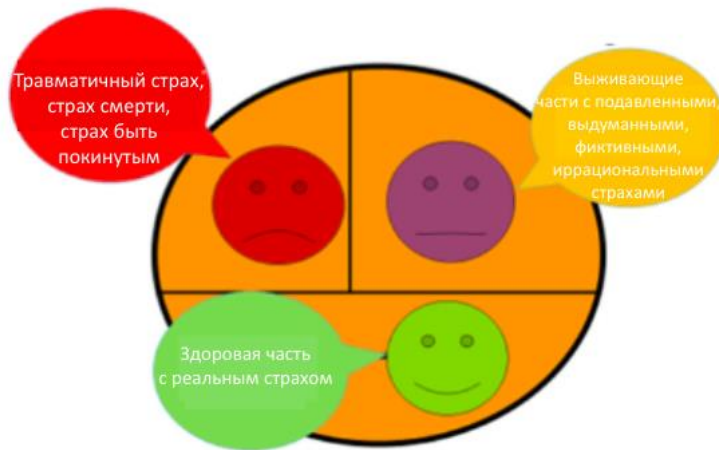 Травматичный страх,
страх смерти,
страх быть
покинутым
Выживающие
части с подавленными,
выдуманными,
фиктивными,
иррациональными
страхами
Здоровая часть
с реальным страхом